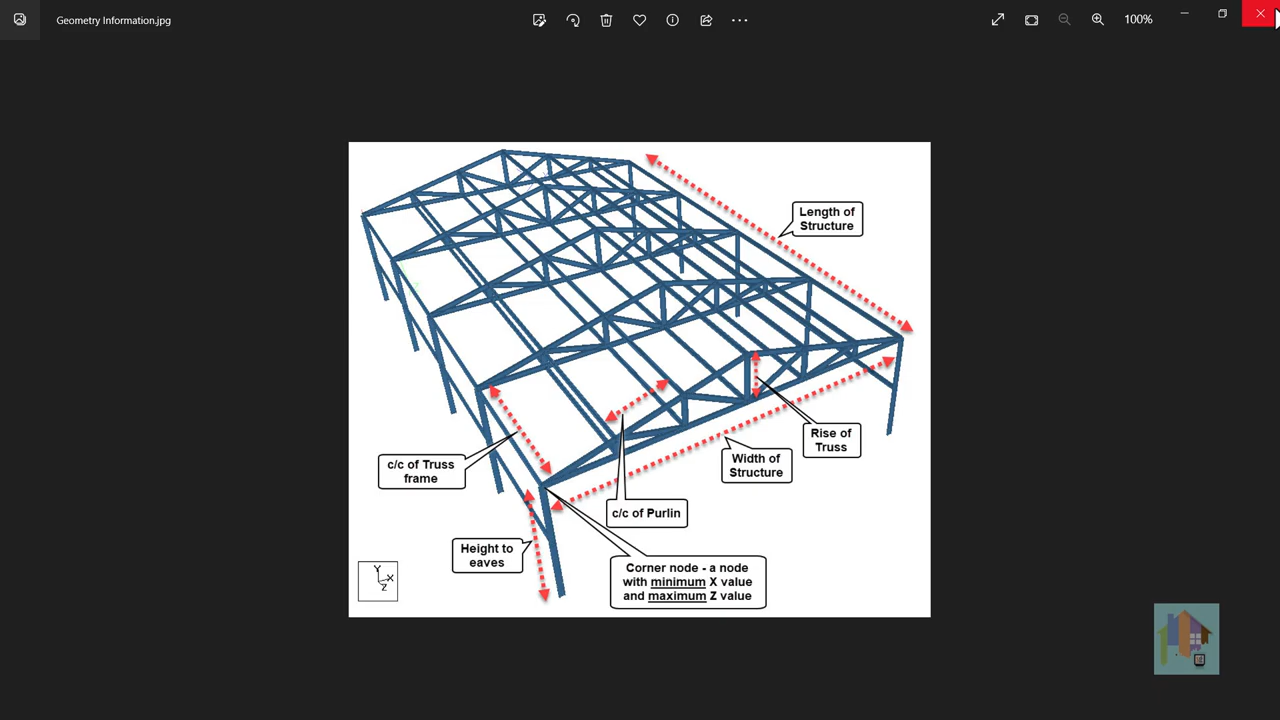 Geometry Information.jpg
100%
Length of
Structure
Rise of
Truss
Width of
Structure
c/c of Truss
frame
c/c of Purlin
Height to
eaves
Corner node - a node
with minimum X value
and maximum Z value
Y
X
Z